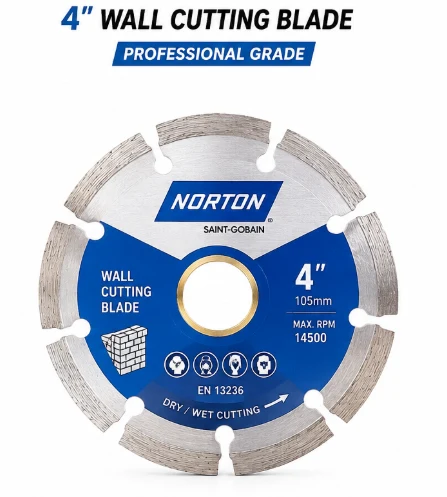 4" WALL CUTTING BLADE
PROFESSIONAL GRADE
NORTON
®
SAINT-GOBAIN
WALL
CUTTING
BLADE
4"
105mm
MAX. RPM
14500
EN 13236
DRY / WET CUTTING